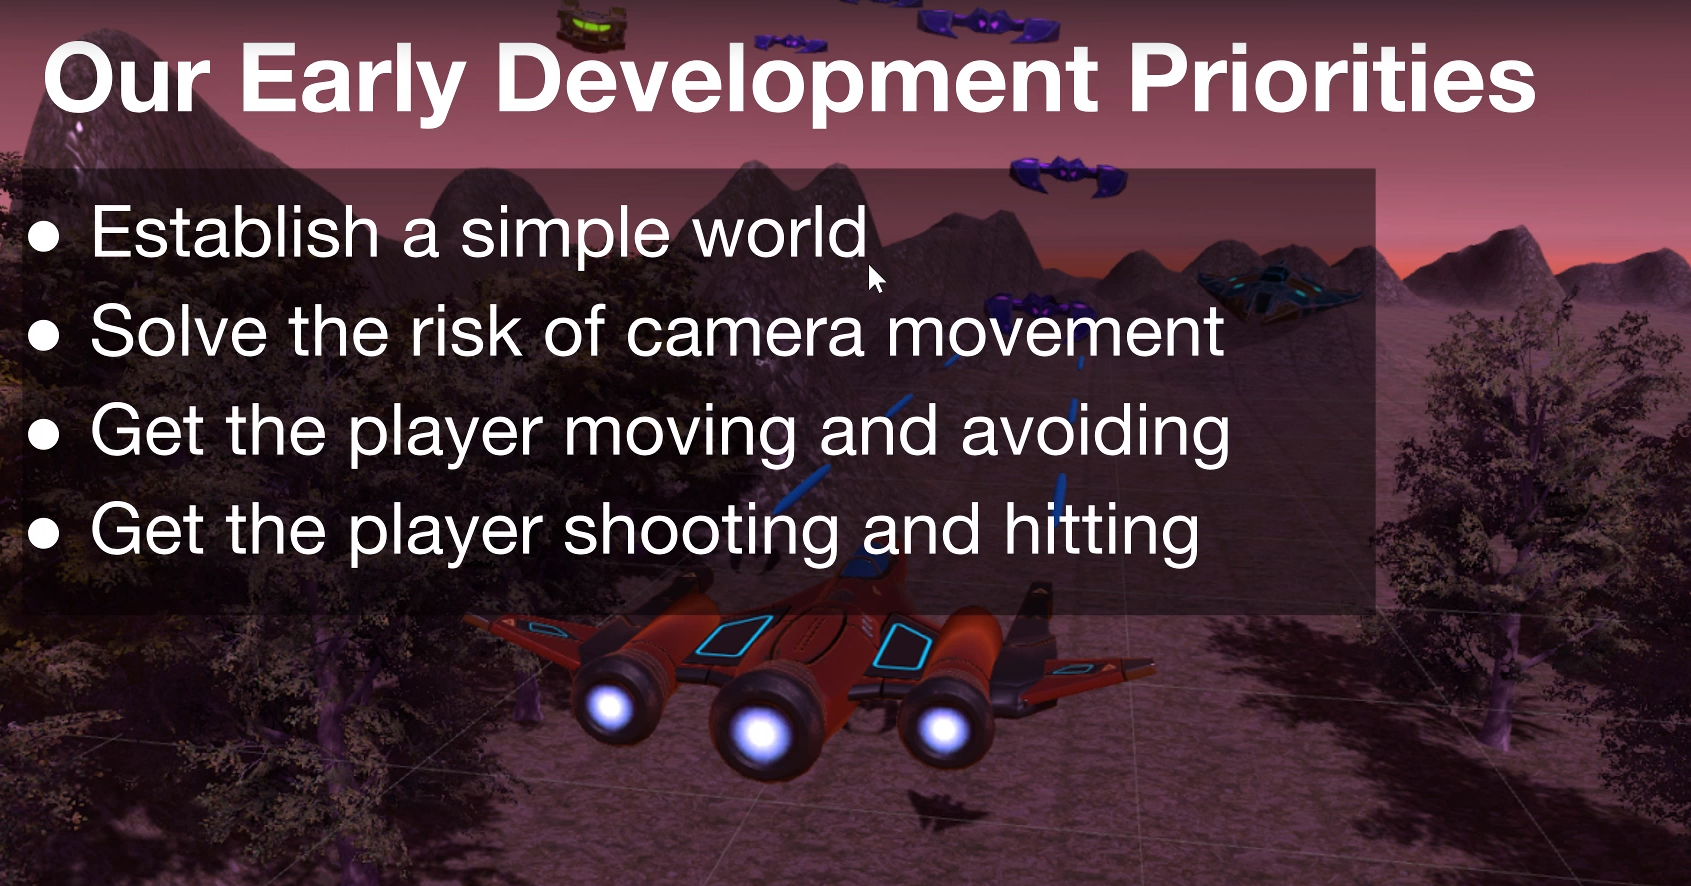 Our Early Development Priorities
● Establish a simple world
● Solve the risk of camera movement
● Get the player moving and avoiding
● Get the player shooting and hitting